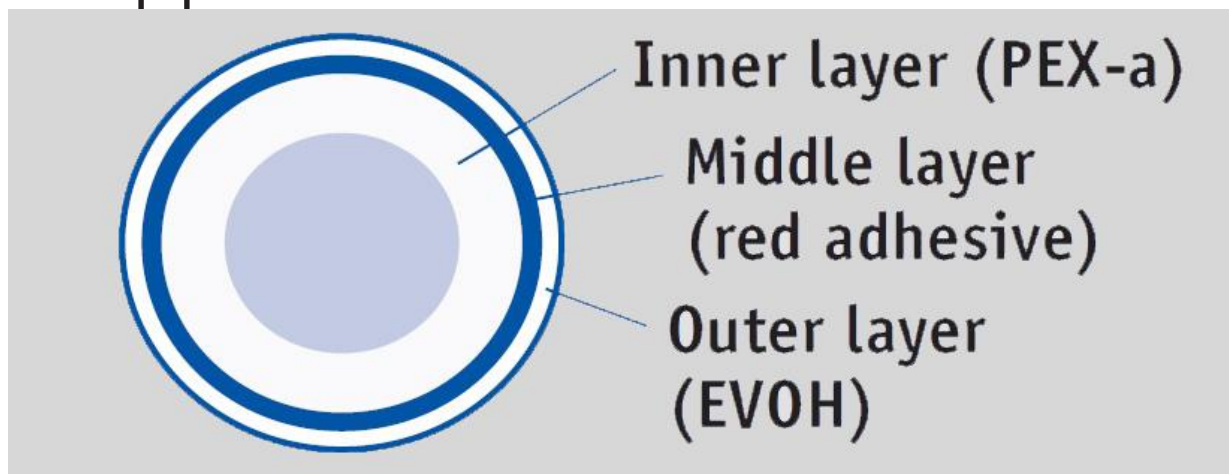 Inner layer (PEX-a)
Middle layer
(red adhesive)
Outer layer
(EVOH)